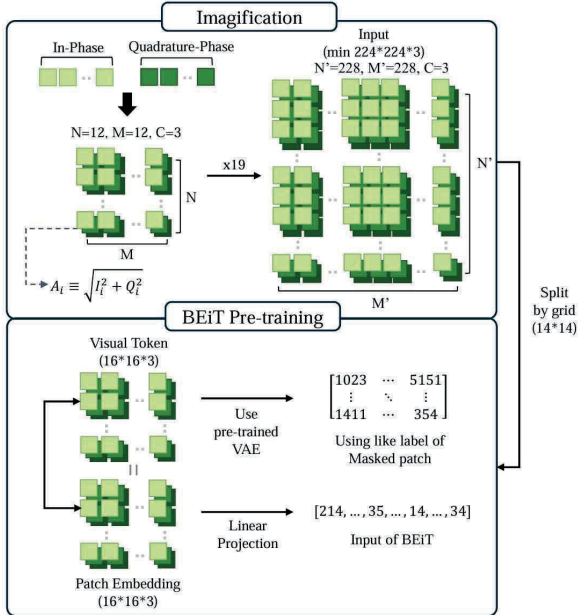 Imagification
In-Phase
Quadrature-Phase
Input
(min 224*224*3)
N'=228, M'=228, C=3
N=12, M=12, C=3
x19
N
N'
M
A_i ≡ √(I_i^2 + Q_i^2)
M'
Split
by grid
(14*14)
BEiT Pre-training
Visual Token
(16*16*3)
Use
pre-trained
VAE
1023 ⋯ 5151
⋮ ⋱ ⋮
1411 ⋯ 354
Using like label of
Masked patch
=
Linear
Projection
[214, ... , 35, ... , 14, ... , 34]
Input of BEiT
Patch Embedding
(16*16*3)